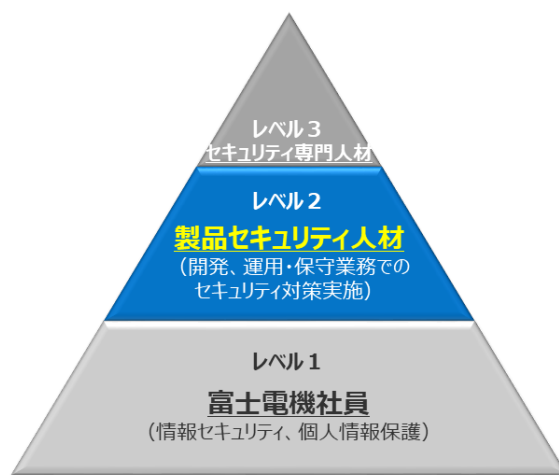 レベル3
セキュリティ専門人材
レベル2
製品セキュリティ人材
（開発、運用・保守業務での
セキュリティ対策実施）
レベル1
富士電機社員
（情報セキュリティ、個人情報保護）